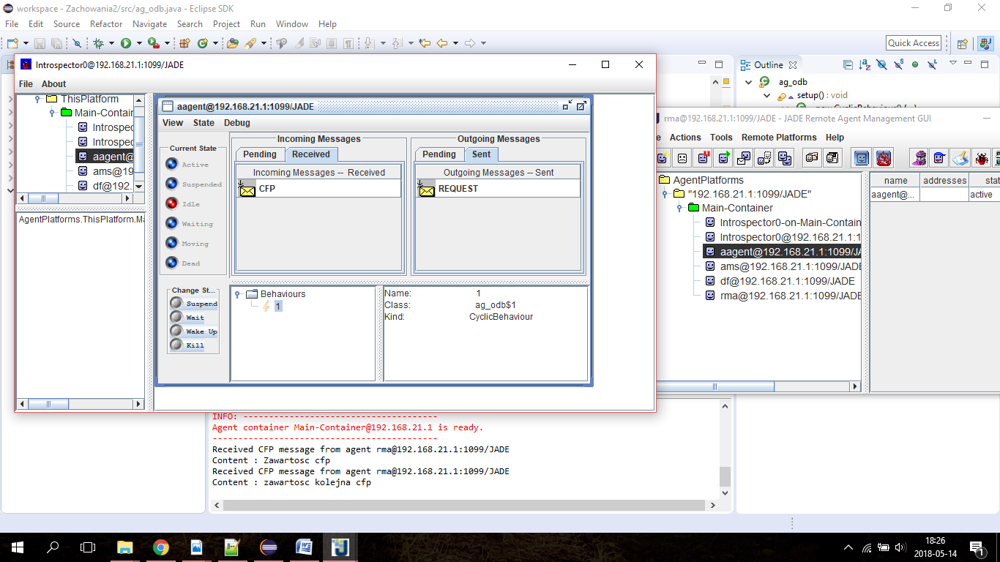 workspace - Zachowania2/src/ag_odb.java - Eclipse SDK
File Edit Source Refactor Navigate Search Project Run Window Help
Quick Access
Introspector0@192.168.21.1:1099/JADE
File About
ThisPlatform
Main-Contain
Introspec
Introspec
aagent@
ams@19
df@192.
AgentPlatforms.ThisPlatform.Ma
aagent@192.168.21.1:1099/JADE
View State Debug
Current State
Active
Suspended
Idle
Waiting
Moving
Dead
Change St...
Suspend
Wait
Wake Up
Kill
Incoming Messages
Pending Received
Incoming Messages -- Received
CFP
Outgoing Messages
Pending Sent
Outgoing Messages -- Sent
REQUEST
Behaviours
1
Name: 1
Class: ag_odb$1
Kind: CyclicBehaviour
Outline
ag_odb
setup() : void
rma@192.168.21.1:1099/JADE - JADE Remote Agent Management GUI
Actions Tools Remote Platforms Help
AgentPlatforms
"192.168.21.1:1099/JADE"
Main-Container
Introspector0-on-Main-Contain
Introspector0@192.168.21.1:1
aagent@192.168.21.1:1099/JA
ams@192.168.21.1:1099/JADE
df@192.168.21.1:1099/JADE
rma@192.168.21.1:1099/JADE
name addresses stat
aagent@... active
INFO: --------------------------------------
Agent container Main-Container@192.168.21.1 is ready.
--------------------------------------------
Received CFP message from agent rma@192.168.21.1:1099/JADE
Content : Zawartosc cfp
Received CFP message from agent rma@192.168.21.1:1099/JADE
Content : zawartosc kolejna cfp
18:26
2018-05-14
1